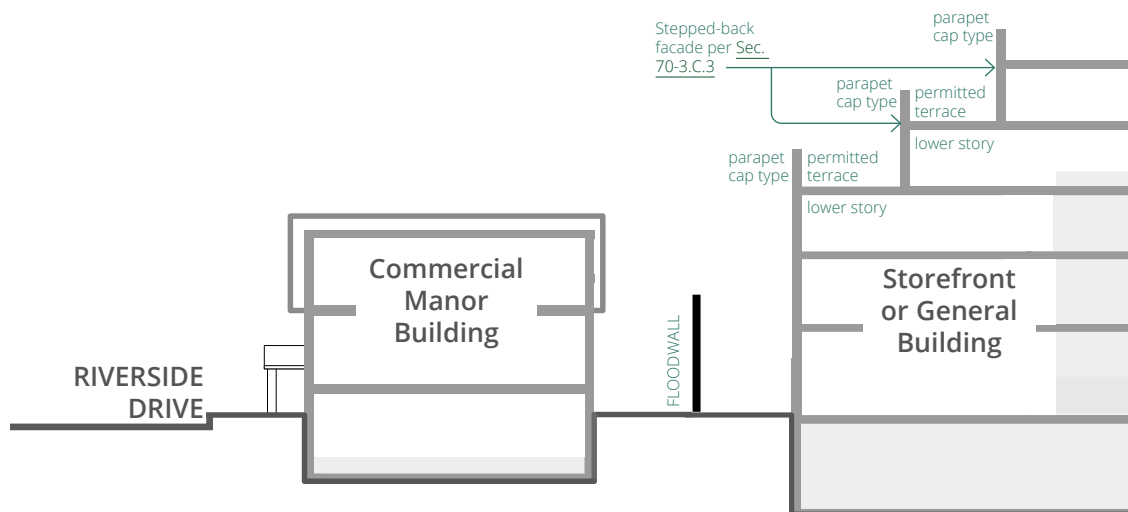 Stepped-back
facade per Sec.
70-3.C.3
parapet
cap type
parapet
cap type
permitted
terrace
lower story
parapet
cap type
permitted
terrace
lower story
Commercial
Manor
Building
Storefront
or General
Building
FLOODWALL
RIVERSIDE
DRIVE